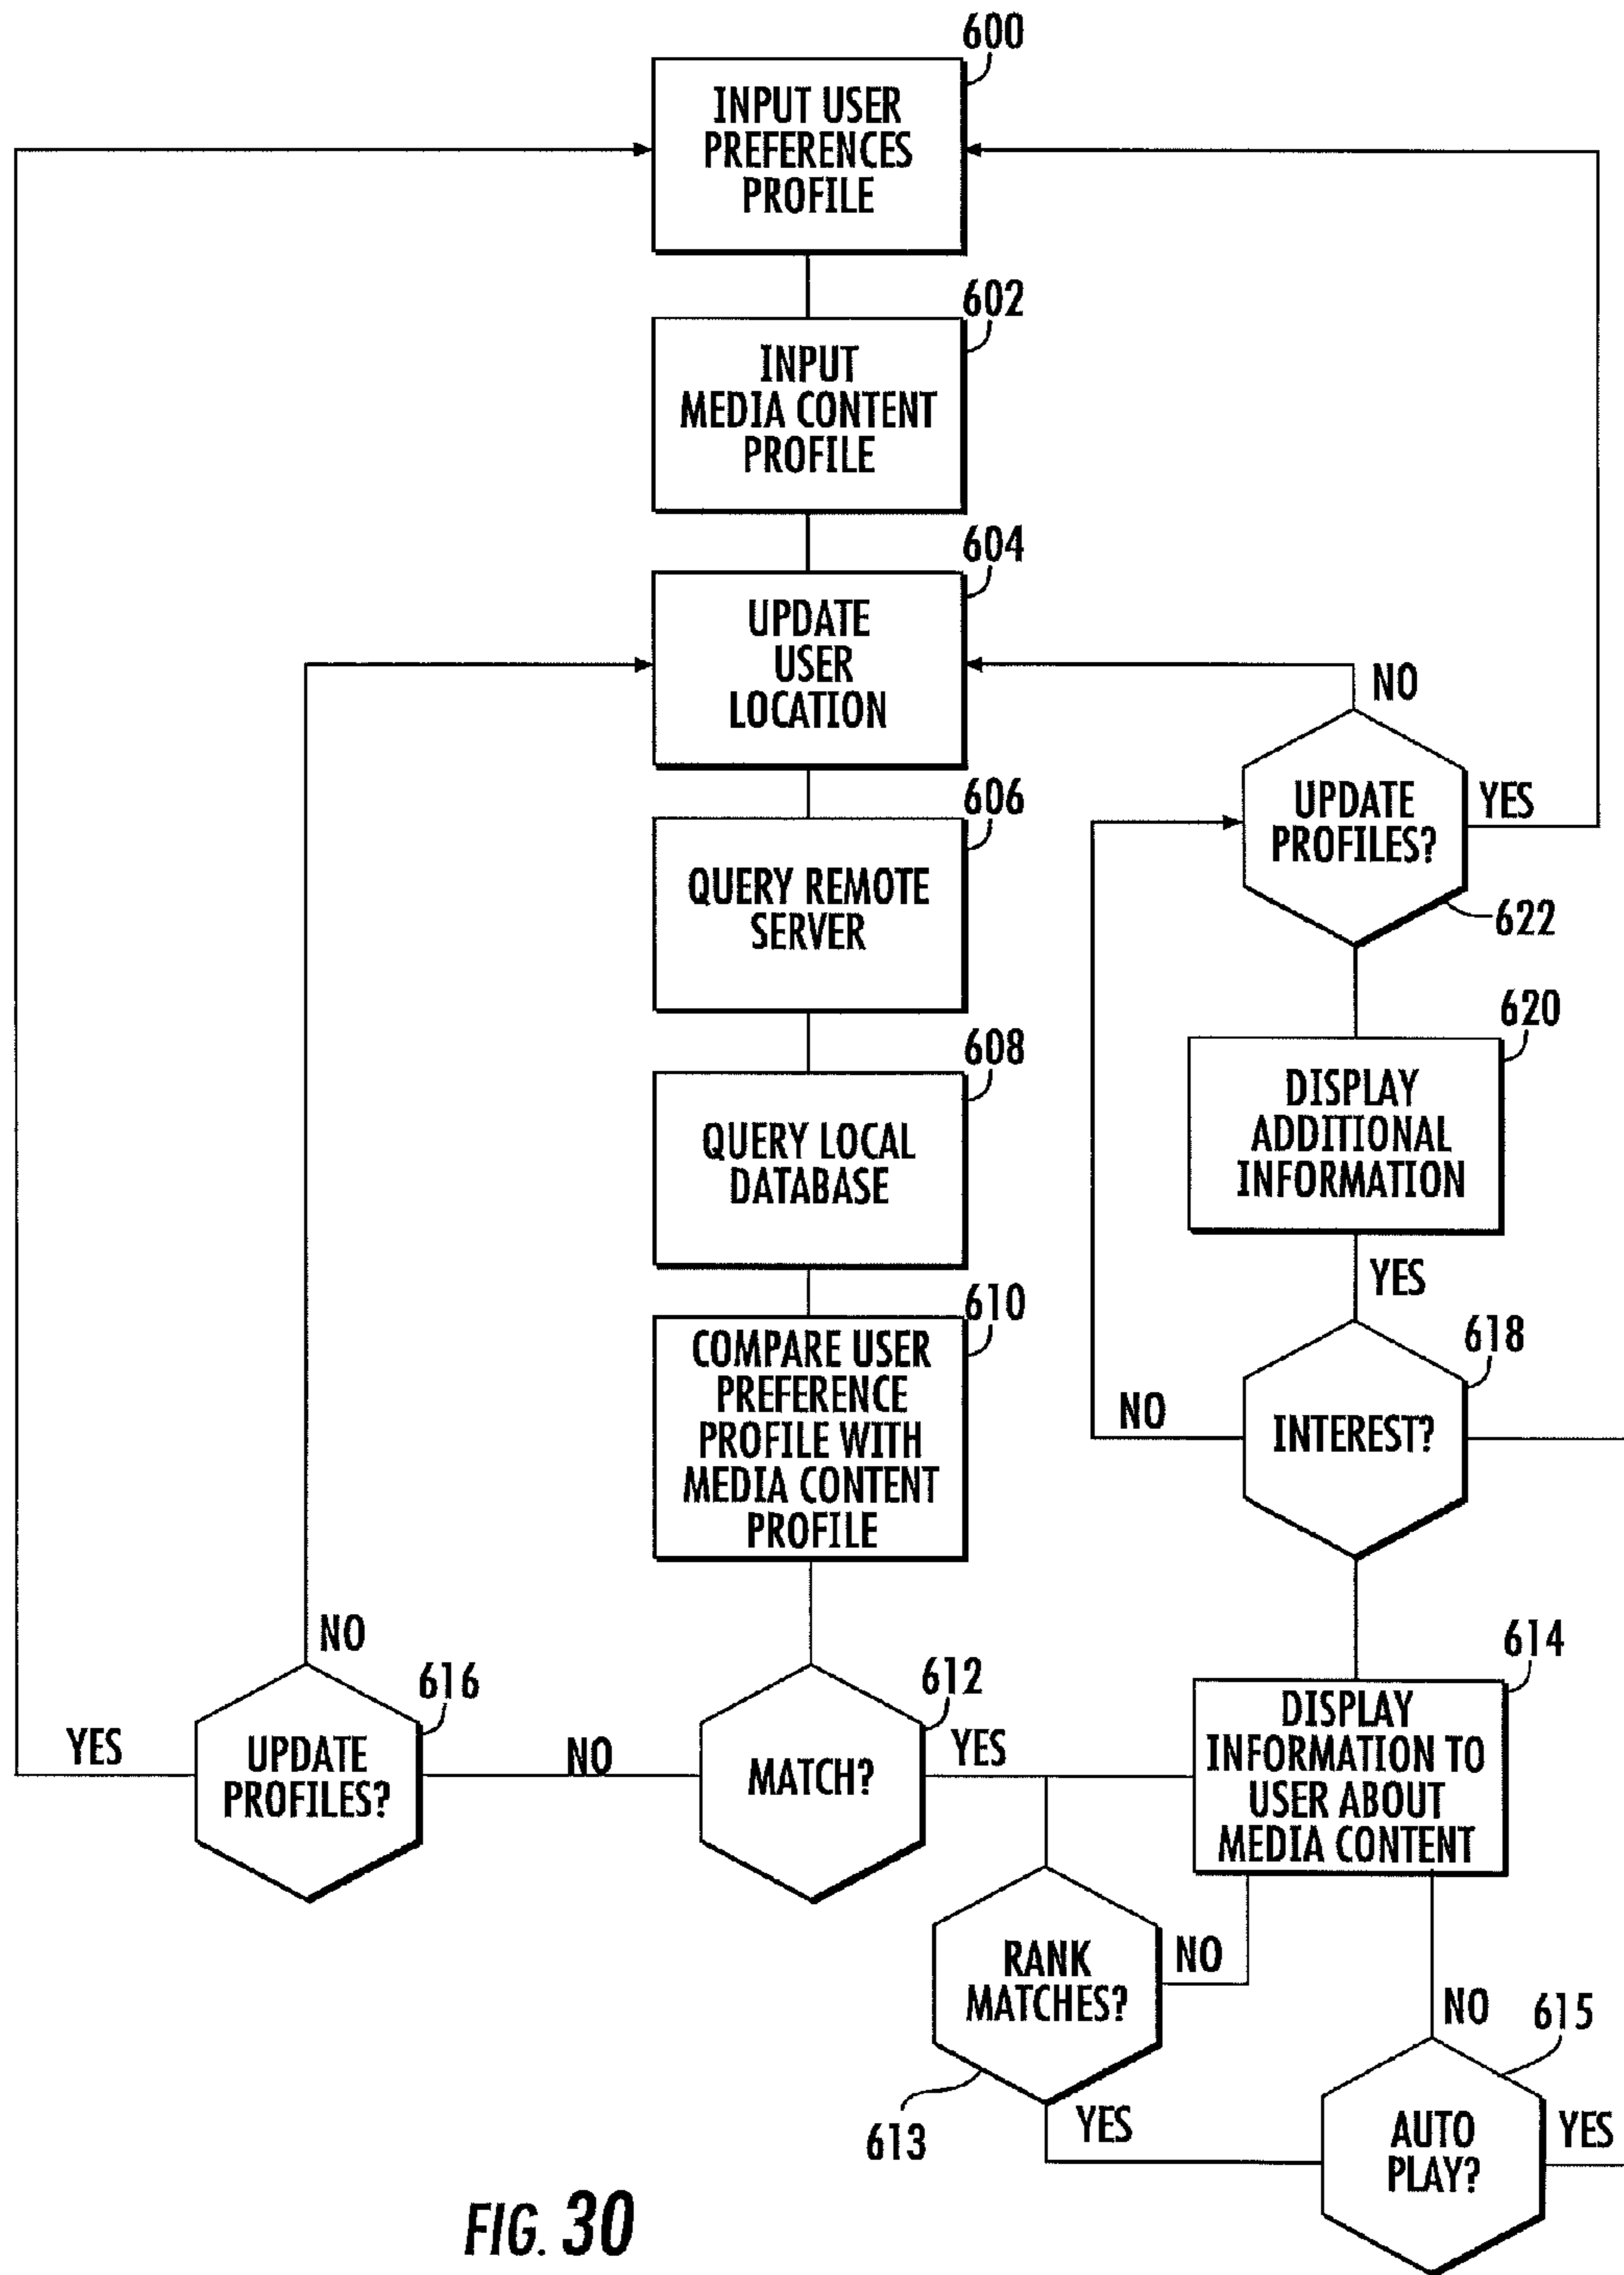 600
INPUT USER
PREFERENCES
PROFILE
602
INPUT
MEDIA CONTENT
PROFILE
604
UPDATE
USER
LOCATION
NO
606
UPDATE
PROFILES?
YES
622
QUERY REMOTE
SERVER
620
608
DISPLAY
ADDITIONAL
INFORMATION
QUERY LOCAL
DATABASE
YES
610
COMPARE USER
PREFERENCE
PROFILE WITH
MEDIA CONTENT
PROFILE
618
NO
INTEREST?
NO
616
YES
UPDATE
PROFILES?
NO
612
MATCH?
YES
614
DISPLAY
INFORMATION TO
USER ABOUT
MEDIA CONTENT
RANK
MATCHES?
NO
613
YES
NO
615
AUTO
PLAY?
YES
FIG. 30